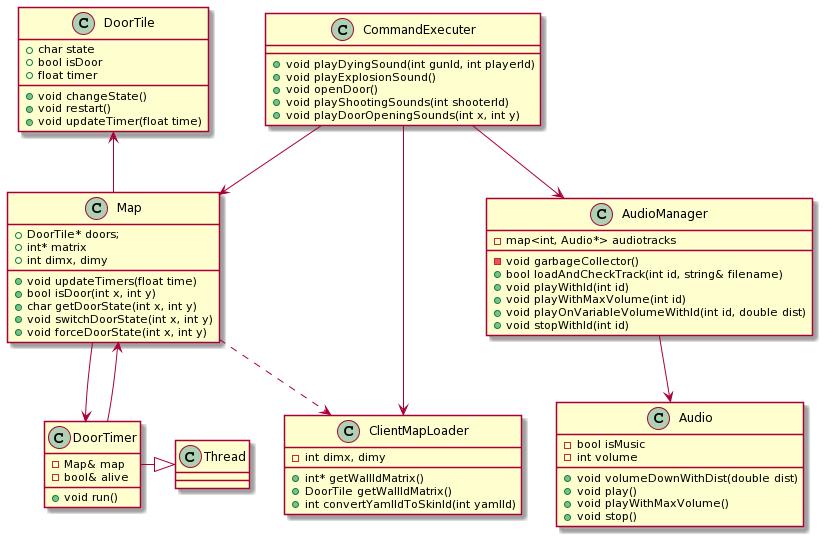 C DoorTile
char state
bool isDoor
float timer
void changeState()
void restart()
void updateTimer(float time)
C CommandExecuter
void playDyingSound(int gunId, int playerId)
void playExplosionSound()
void openDoor()
void playShootingSounds(int shooterId)
void playDoorOpeningSounds(int x, int y)
C Map
DoorTile* doors;
int* matrix
int dimx, dimy
void updateTimers(float time)
bool isDoor(int x, int y)
char getDoorState(int x, int y)
void switchDoorState(int x, int y)
void forceDoorState(int x, int y)
C AudioManager
map<int, Audio*> audiotracks
void garbageCollector()
bool loadAndCheckTrack(int id, string& filename)
void playWithId(int id)
void playWithMaxVolume(int id)
void playOnVariableVolumeWithId(int id, double dist)
void stopWithId(int id)
C DoorTimer
Map& map
bool& alive
void run()
C Thread
C ClientMapLoader
int dimx, dimy
int* getWallIdMatrix()
DoorTile getWallIdMatrix()
int convertYamlIdToSkinId(int yamlId)
C Audio
bool isMusic
int volume
void volumeDownWithDist(double dist)
void play()
void playWithMaxVolume()
void stop()